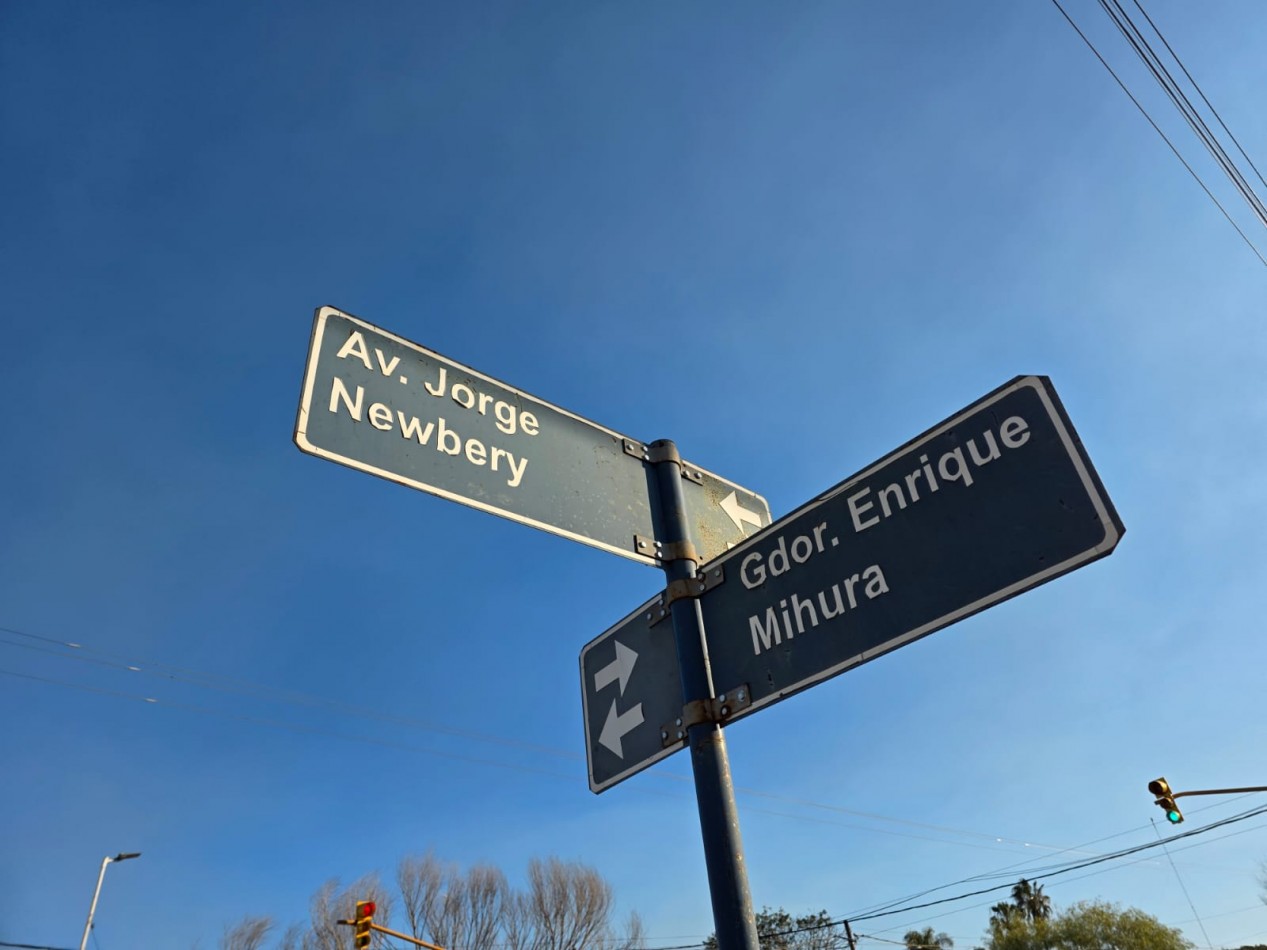 Av. Jorge
Newbery
Gdor. Enrique
Mihura